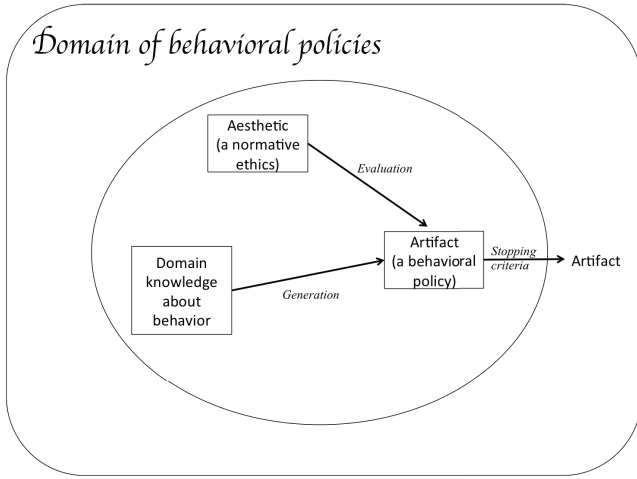 Domain of behavioral policies
Aesthetic
(a normative
ethics)
Evaluation
Artifact
(a behavioral
policy)
Stopping
criteria
Artifact
Domain
knowledge
about
behavior
Generation